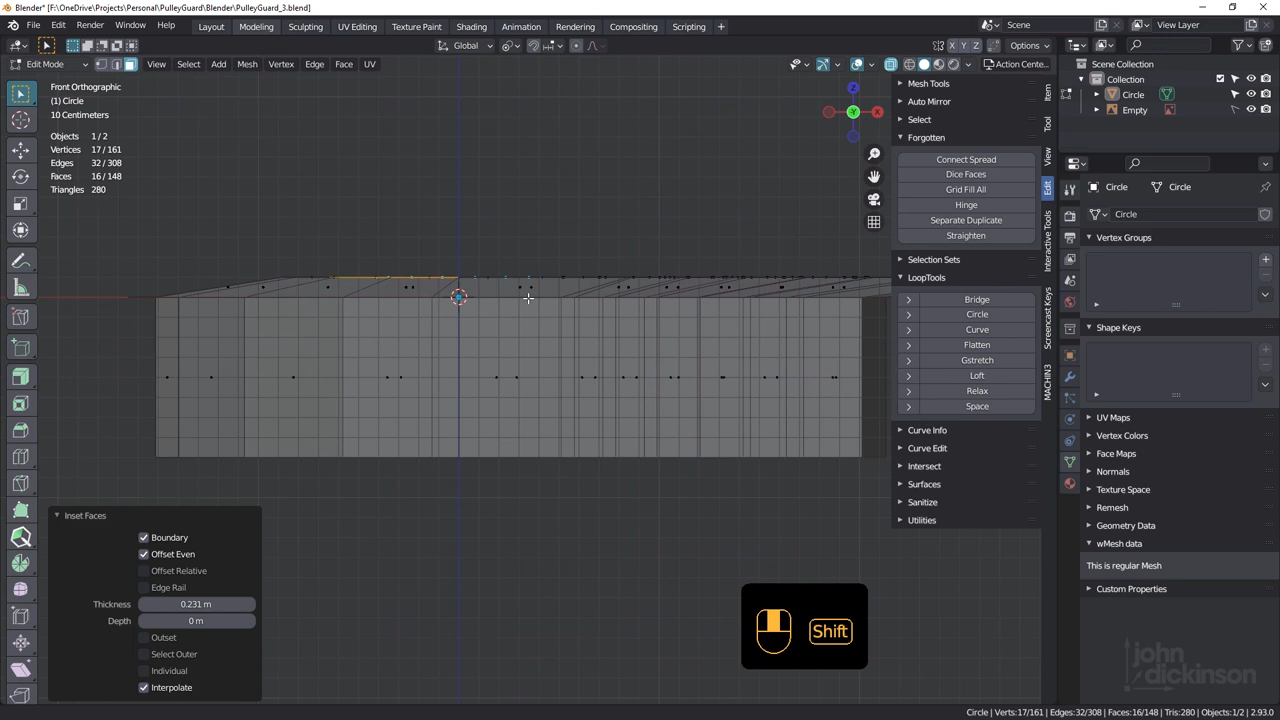 Blender* [F:\OneDrive\Projects\Personal\PulleyGuard\Blender\PulleyGuard_3.blend]
File Edit Render Window Help Layout Modeling Sculpting UV Editing Texture Paint Shading Animation Rendering Compositing Scripting + Scene View Layer
Global X Y Z Options
Edit Mode View Select Add Mesh Vertex Edge Face UV Action Cente...
Scene Collection
Collection
Circle
Empty
Circle Circle
Circle
Vertex Groups
Shape Keys
UV Maps
Vertex Colors
Face Maps
Normals
Texture Space
Remesh
Geometry Data
wMesh data
This is regular Mesh
Custom Properties
Front Orthographic
(1) Circle
10 Centimeters
Objects 1/2
Vertices 17/161
Edges 32/308
Faces 16/148
Triangles 280
Z
X
Y
Mesh Tools
Auto Mirror
Select
Forgotten
Connect Spread
Dice Faces
Grid Fill All
Hinge
Separate Duplicate
Straighten
Selection Sets
LoopTools
Bridge
Circle
Curve
Flatten
Gstretch
Loft
Relax
Space
Curve Info
Curve Edit
Intersect
Surfaces
Sanitize
Utilities
Item
Tool
View
Edit
Interactive Tools
Screencast Keys
MACHIN3
Inset Faces
Boundary
Offset Even
Offset Relative
Edge Rail
Thickness 0.231 m
Depth 0 m
Outset
Select Outer
Individual
Interpolate
Shift
john
dickinson
Circle | Verts:17/161 | Edges:32/308 | Faces:16/148 | Tris:280 | Objects:1/2 | 2.93.0